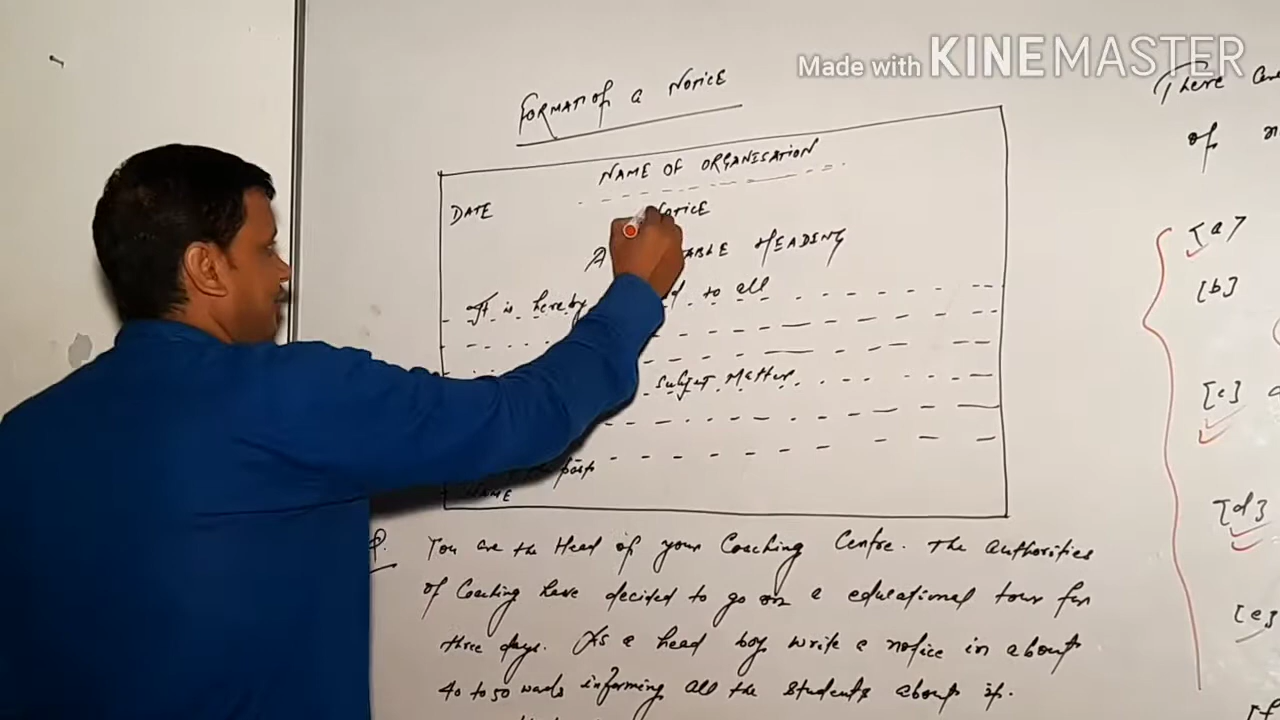 Made with KINEMASTER
FORMAT OF A NOTICE
NAME OF ORGANISATION
DATE
NOTICE
A ABLE HEADING
It is hereby to all
Subject Matter
post
NAME
Q. You are the Head of your Coaching Centre. The authorities
of Coaching have decided to go on a educational tour for
three days. As a head boy write a notice in about
40 to 50 words informing all the students about it.
There
of
[a]
[b]
[c]
[d]
[e]